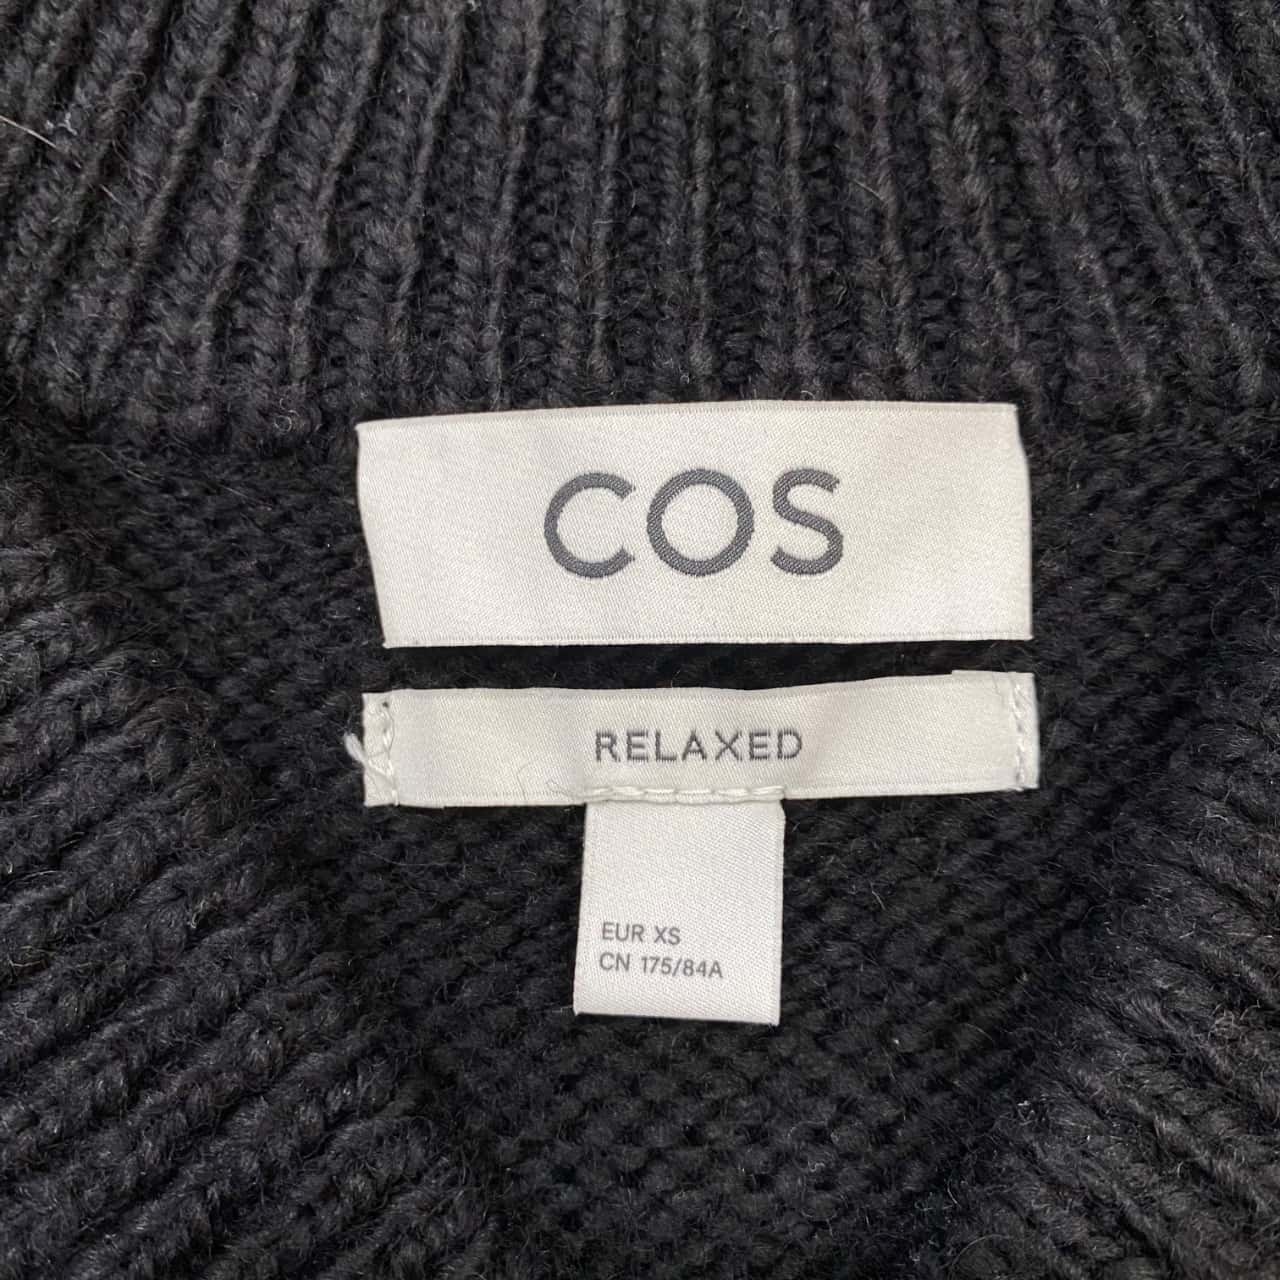 COS
RELAXED
EUR XS
CN 175/84A